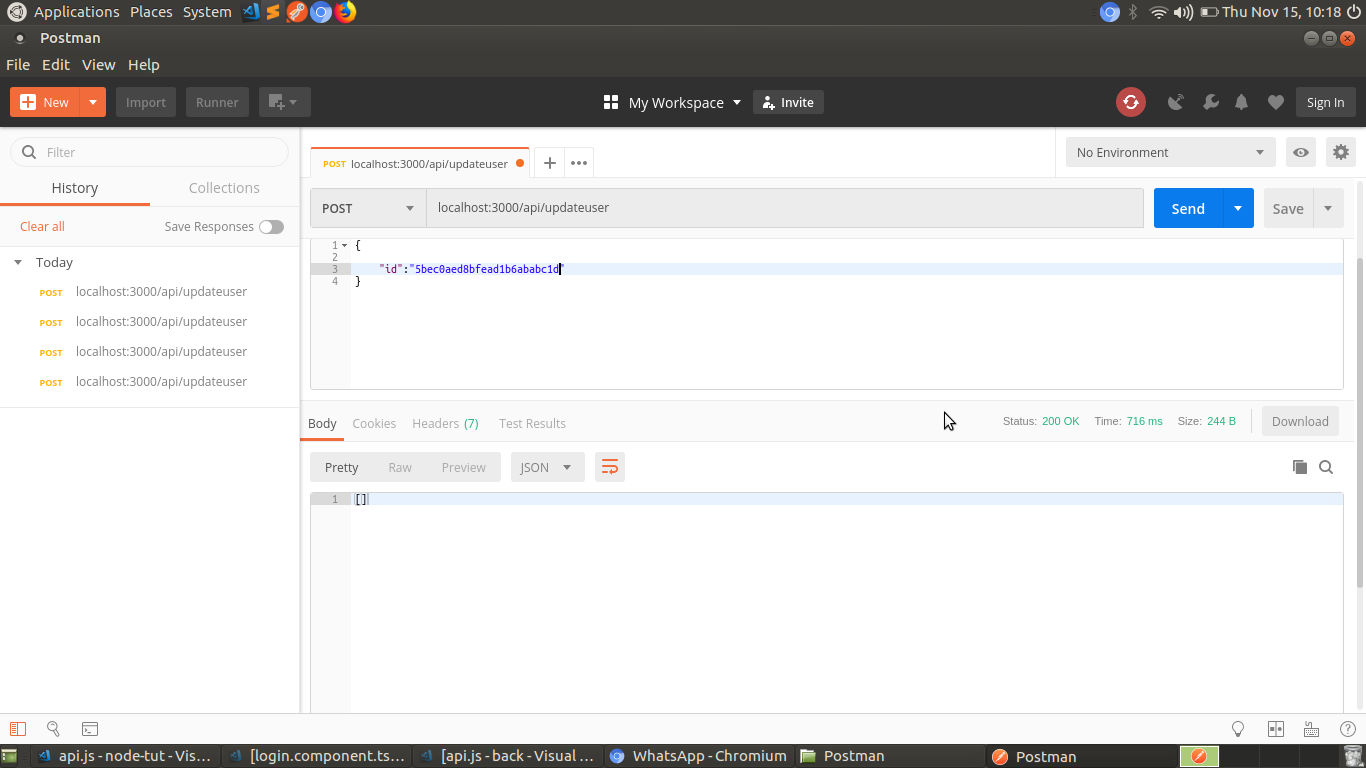 Applications Places System Thu Nov 15, 10:18
Postman
File Edit View Help
New Import Runner My Workspace Invite Sign In
Filter
History Collections
Clear all Save Responses
Today
POST localhost:3000/api/updateuser
POST localhost:3000/api/updateuser
POST localhost:3000/api/updateuser
POST localhost:3000/api/updateuser
POST localhost:3000/api/updateuser
No Environment
POST localhost:3000/api/updateuser Send Save
1 {
2
3 "id":"5bec0aed8bfead1b6ababc1d"
4 }
Body Cookies Headers (7) Test Results Status: 200 OK Time: 716 ms Size: 244 B Download
Pretty Raw Preview JSON
1 []
api.js - node-tut - Vis... [login.component.ts... [api.js - back - Visual ... WhatsApp - Chromium Postman Postman